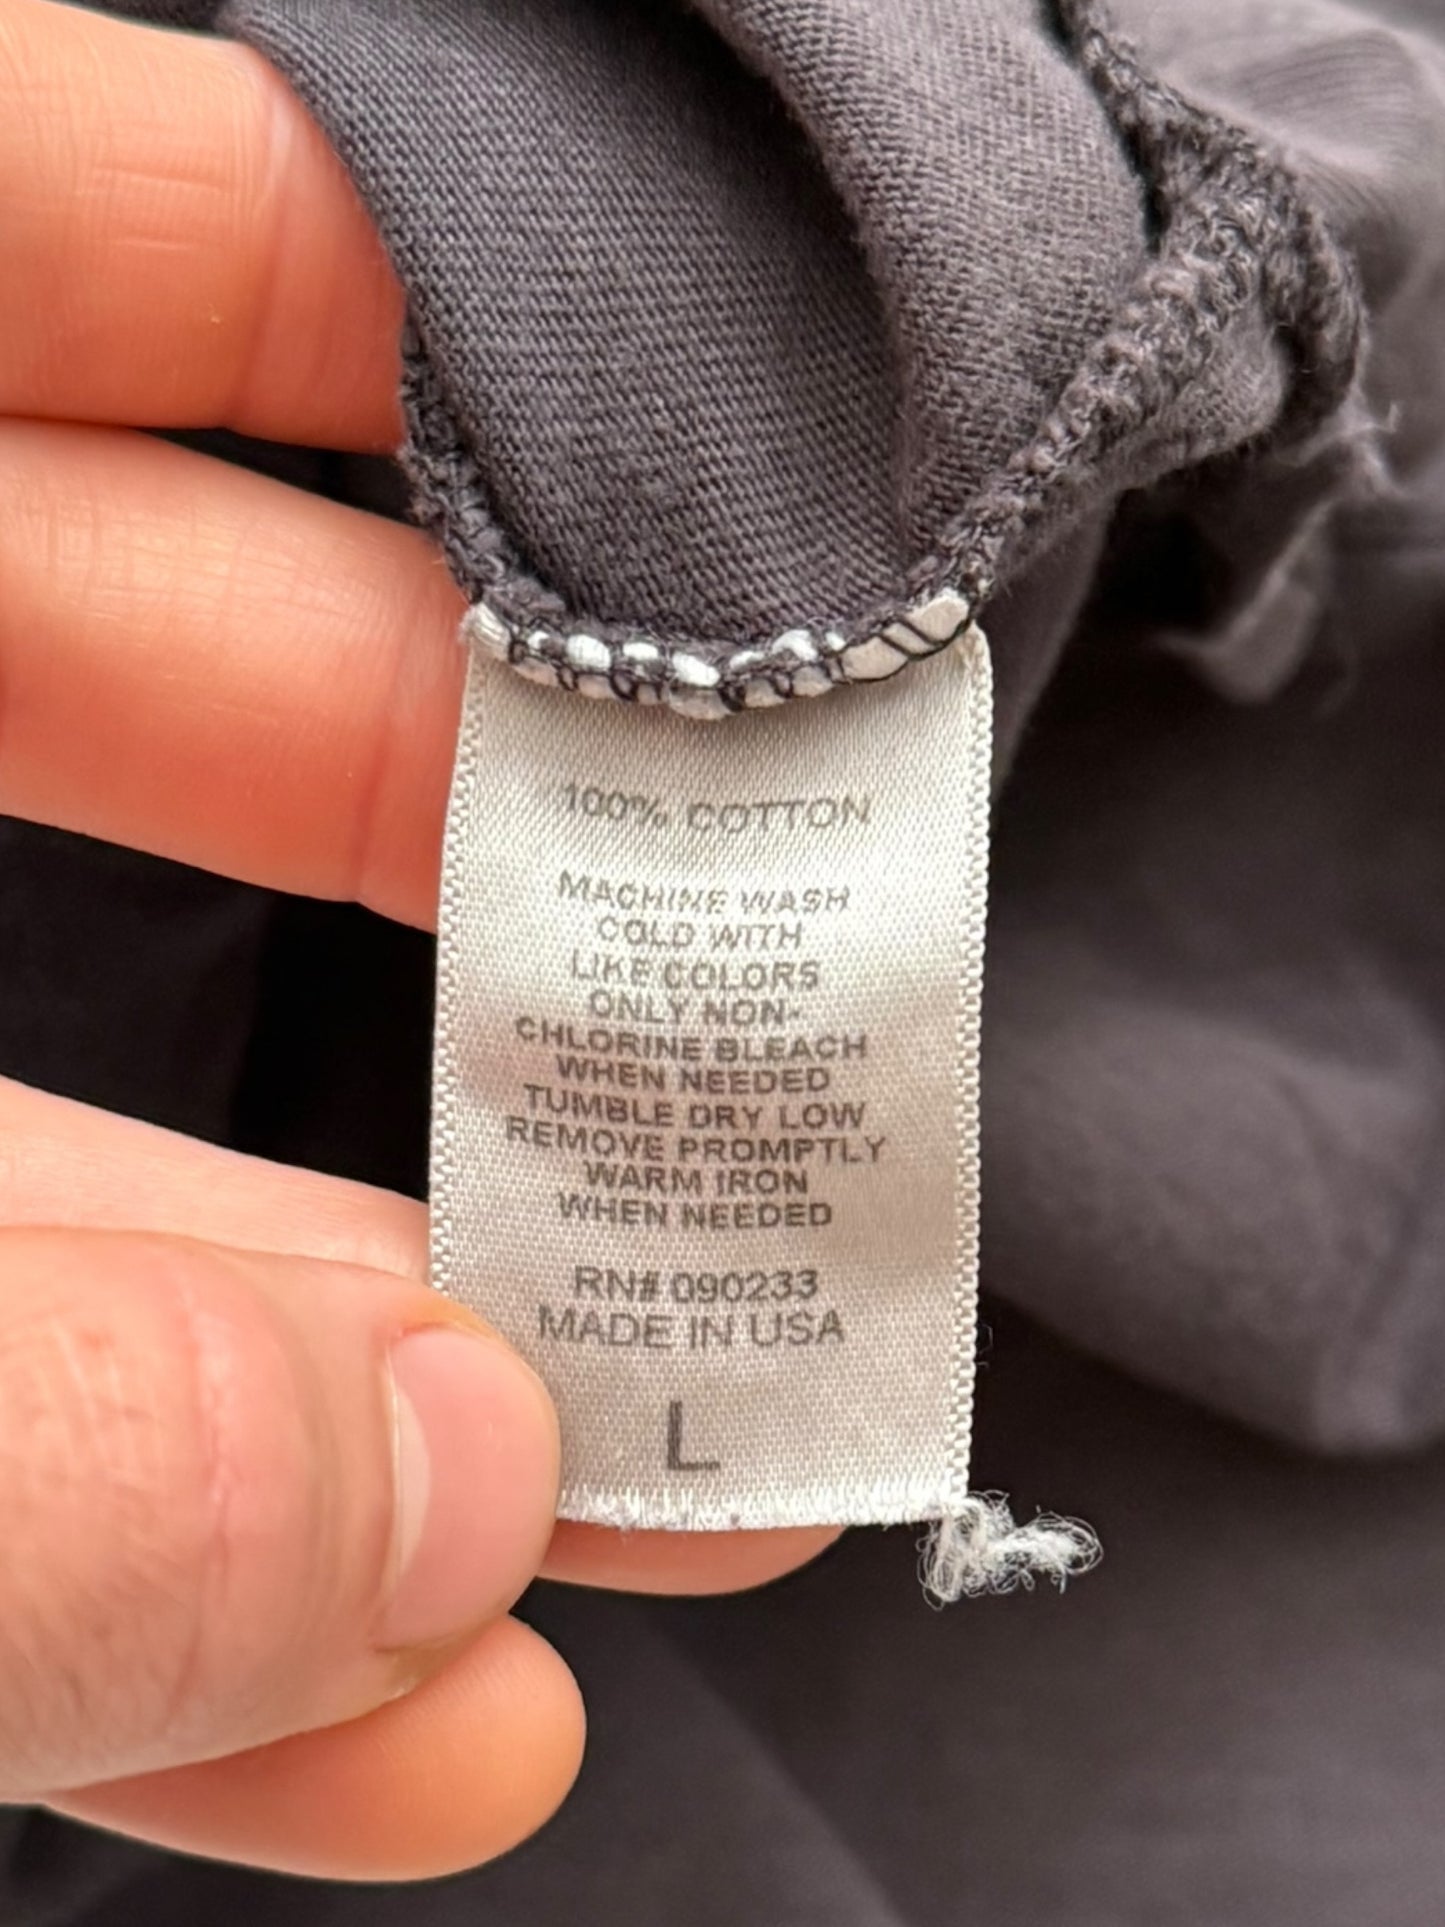 100% COTTON
MACHINE WASH
COLD WITH
LIKE COLORS
ONLY NON-
CHLORINE BLEACH
WHEN NEEDED
TUMBLE DRY LOW
REMOVE PROMPTLY
WARM IRON
WHEN NEEDED
RN# 090233
MADE IN USA
L